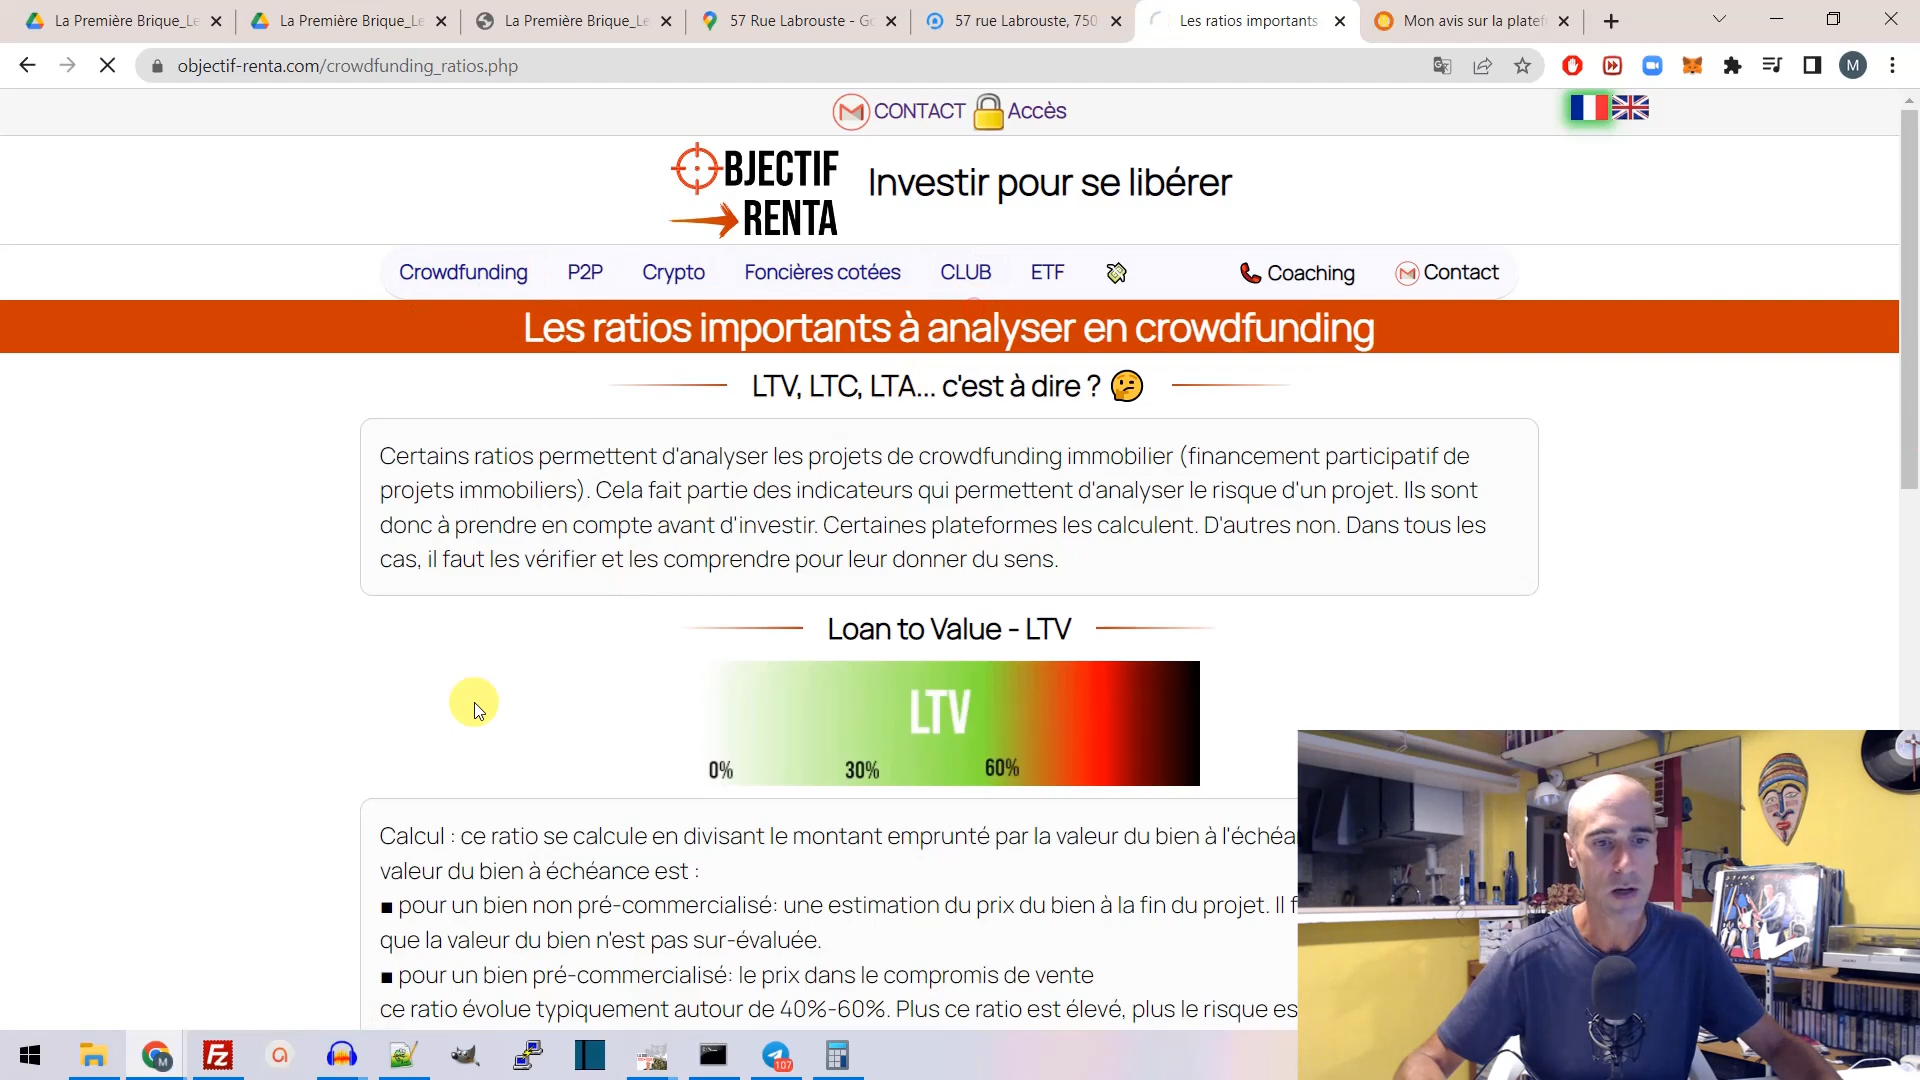 La Première Brique_Le
La Première Brique_Le
La Première Brique_Le
57 Rue Labrouste - Go
57 rue Labrouste, 750
Les ratios importants
Mon avis sur la platef
objectif-renta.com/crowdfunding_ratios.php
M
CONTACT
Accès
OBJECTIF
RENTA
Investir pour se libérer
Crowdfunding
P2P
Crypto
Foncières cotées
CLUB
ETF
Coaching
Contact
Les ratios importants à analyser en crowdfunding
LTV, LTC, LTA... c'est à dire ?
Certains ratios permettent d'analyser les projets de crowdfunding immobilier (financement participatif de
projets immobiliers). Cela fait partie des indicateurs qui permettent d'analyser le risque d'un projet. Ils sont
donc à prendre en compte avant d'investir. Certaines plateformes les calculent. D'autres non. Dans tous les
cas, il faut les vérifier et les comprendre pour leur donner du sens.
Loan to Value - LTV
LTV
0%
30%
60%
Calcul : ce ratio se calcule en divisant le montant emprunté par la valeur du bien à l'échéa
valeur du bien à échéance est :
■ pour un bien non pré-commercialisé: une estimation du prix du bien à la fin du projet. Il f
que la valeur du bien n'est pas sur-évaluée.
■ pour un bien pré-commercialisé: le prix dans le compromis de vente
ce ratio évolue typiquement autour de 40%-60%. Plus ce ratio est élevé, plus le risque es
M
FZ
a
107